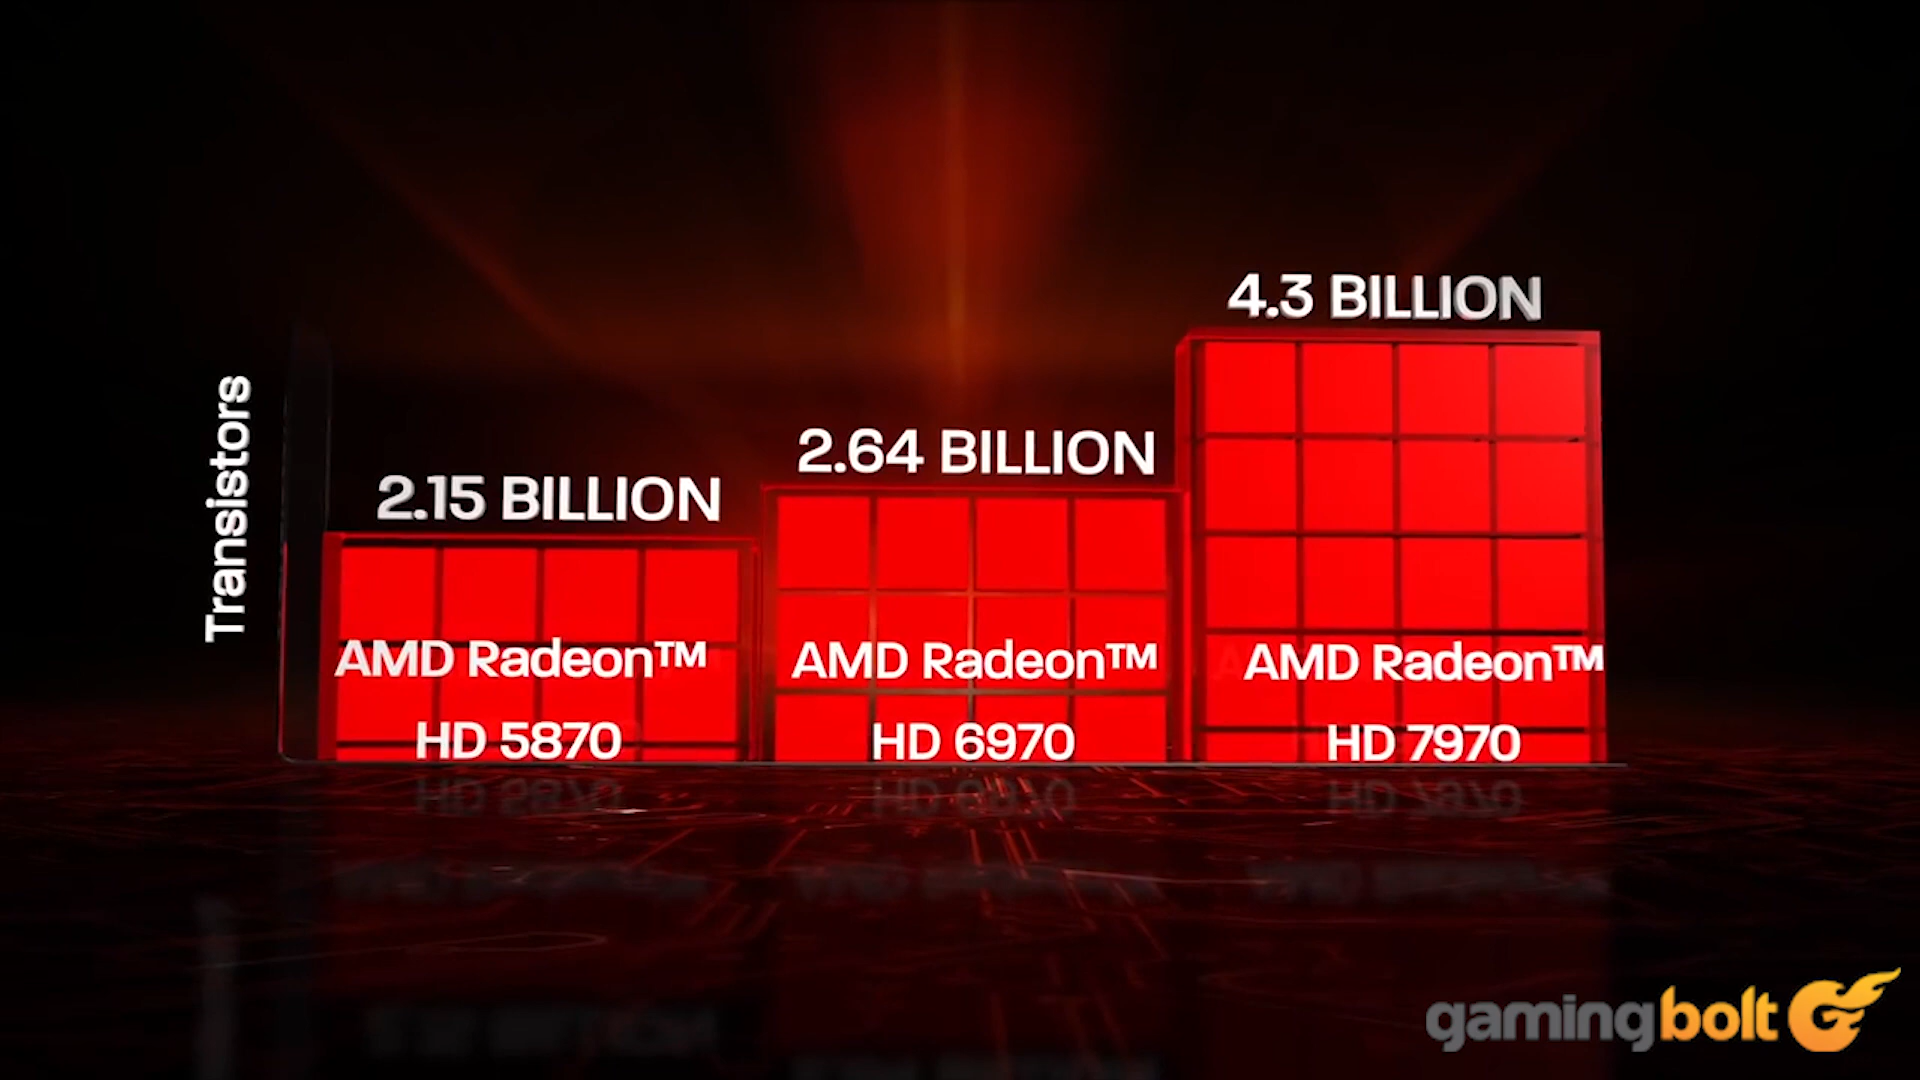 4.3 BILLION
2.64 BILLION
2.15 BILLION
Transistors
AMD Radeon™
HD 5870
AMD Radeon™
HD 6970
AMD Radeon™
HD 7970
gamingbolt